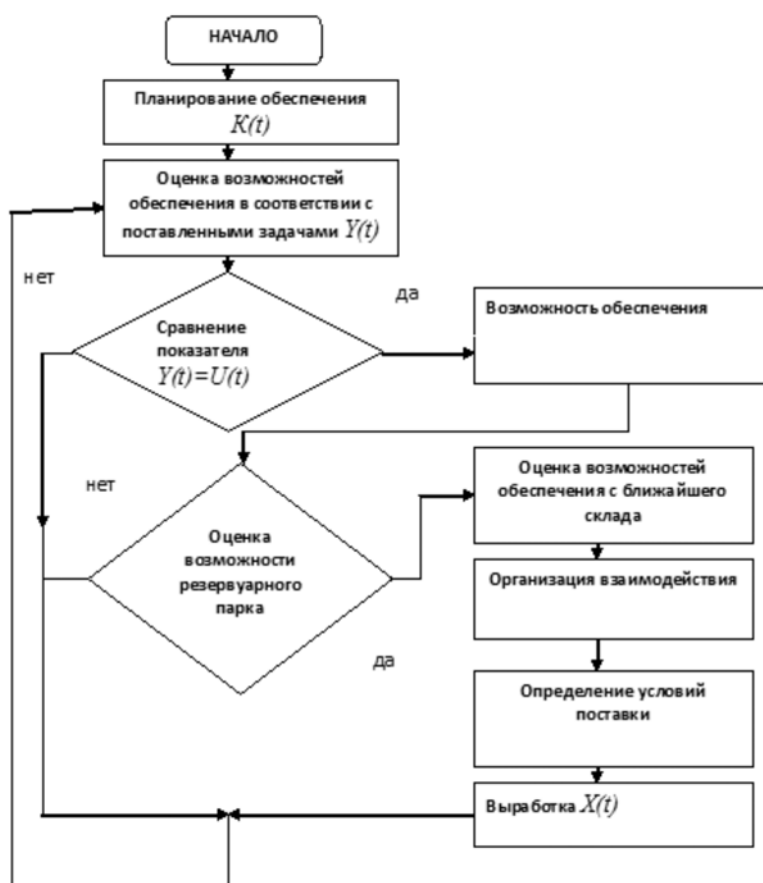 НАЧАЛО
Планирование обеспечения
K(t)
Оценка возможностей
обеспечения в соответствии с
поставленными задачами Y(t)
нет
да
Сравнение
показателя
Y(t)=U(t)
Возможность обеспечения
нет
Оценка
возможности
резервуарного
парка
да
Оценка возможностей
обеспечения с ближайшего
склада
Организация взаимодействия
Определение условий
поставки
Выработка X(t)